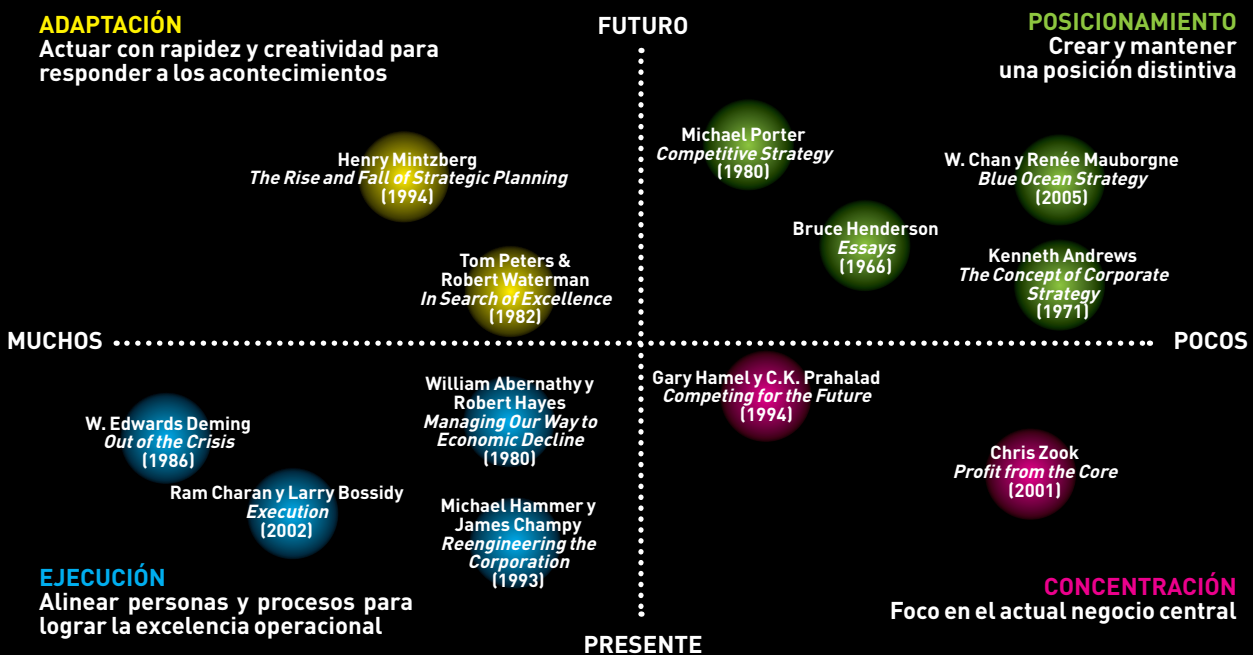 ADAPTACIÓN
Actuar con rapidez y creatividad para
responder a los acontecimientos
FUTURO
POSICIONAMIENTO
Crear y mantener
una posición distintiva
Henry Mintzberg
The Rise and Fall of Strategic Planning
(1994)
Tom Peters &
Robert Waterman
In Search of Excellence
(1982)
Michael Porter
Competitive Strategy
(1980)
Bruce Henderson
Essays
(1966)
W. Chan y Renée Mauborgne
Blue Ocean Strategy
(2005)
Kenneth Andrews
The Concept of Corporate
Strategy
(1971)
MUCHOS
POCOS
W. Edwards Deming
Out of the Crisis
(1986)
Ram Charan y Larry Bossidy
Execution
(2002)
William Abernathy y
Robert Hayes
Managing Our Way to
Economic Decline
(1980)
Michael Hammer y
James Champy
Reengineering the
Corporation
(1993)
Gary Hamel y C.K. Prahalad
Competing for the Future
(1994)
Chris Zook
Profit from the Core
(2001)
EJECUCIÓN
Alinear personas y procesos para
lograr la excelencia operacional
PRESENTE
CONCENTRACIÓN
Foco en el actual negocio central